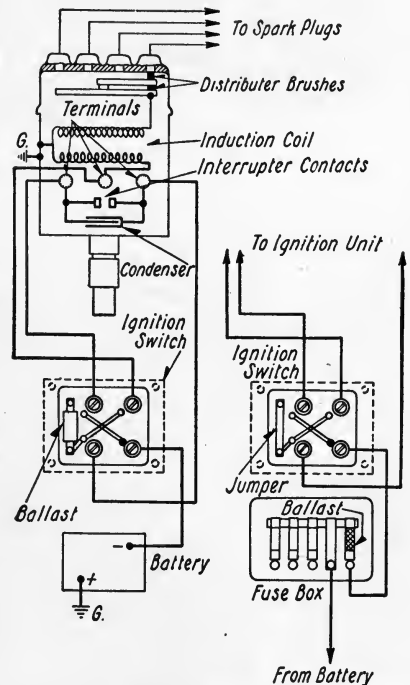 To Spark Plugs
Distributer Brushes
Terminals
G.
Induction Coil
Interrupter Contacts
Condenser
To Ignition Unit
Ignition
Switch
Ignition
Switch
Jumper
Ballast
Ballast
-
Battery
+
G.
Fuse Box
From Battery